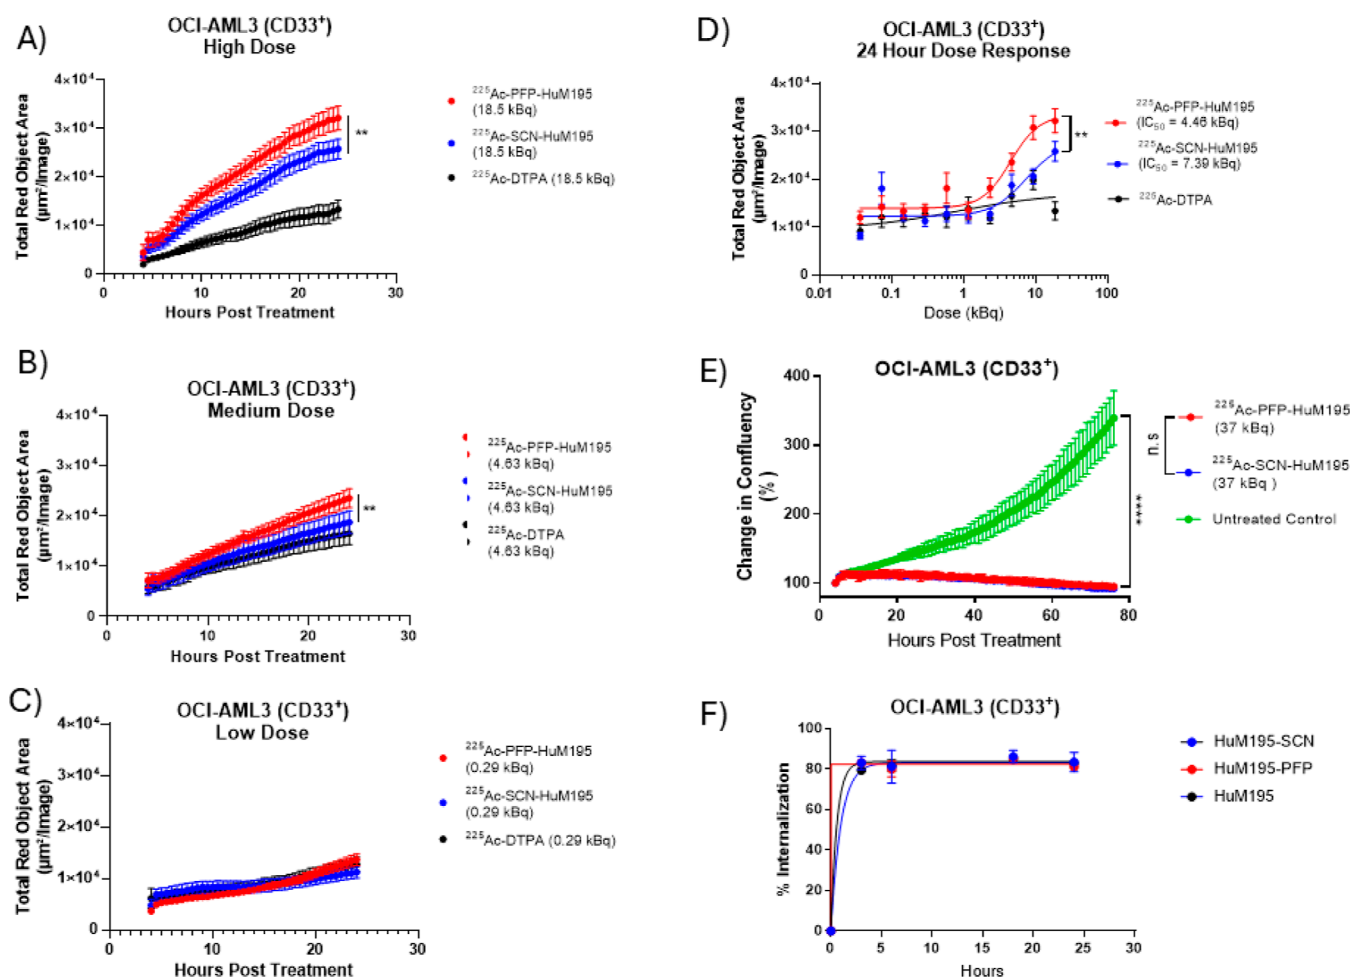 A)
OCI-AML3 (CD33⁺)
High Dose
Total Red Object Area
(µm²/Image)
4×10⁴
3×10⁴
2×10⁴
1×10⁴
0
0 10 20 30
Hours Post Treatment
²²⁵Ac-PFP-HuM195
(18.5 kBq)
²²⁵Ac-SCN-HuM195
(18.5 kBq)
²²⁵Ac-DTPA (18.5 kBq)
**
B)
OCI-AML3 (CD33⁺)
Medium Dose
Total Red Object Area
(µm²/Image)
4×10⁴
3×10⁴
2×10⁴
1×10⁴
0
0 10 20 30
Hours Post Treatment
²²⁵Ac-PFP-HuM195
(4.63 kBq)
²²⁵Ac-SCN-HuM195
(4.63 kBq)
²²⁵Ac-DTPA
(4.63 kBq)
**
C)
OCI-AML3 (CD33⁺)
Low Dose
Total Red Object Area
(µm²/Image)
4×10⁴
3×10⁴
2×10⁴
1×10⁴
0
0 10 20 30
Hours Post Treatment
²²⁵Ac-PFP-HuM195
(0.29 kBq)
²²⁵Ac-SCN-HuM195
(0.29 kBq)
²²⁵Ac-DTPA (0.29 kBq)
D)
OCI-AML3 (CD33⁺)
24 Hour Dose Response
Total Red Object Area
(µm²/Image)
4×10⁴
3×10⁴
2×10⁴
1×10⁴
0
0.01 0.1 1 10 100
Dose (kBq)
²²⁵Ac-PFP-HuM195
(IC₅₀ = 4.46 kBq)
²²⁵Ac-SCN-HuM195
(IC₅₀ = 7.39 kBq)
²²⁵Ac-DTPA
**
E)
OCI-AML3 (CD33⁺)
Change in Confluency
(%)
400
300
200
100
0 20 40 60 80
Hours Post Treatment
****
n.s
²²⁵Ac-PFP-HuM195
(37 kBq)
²²⁵Ac-SCN-HuM195
(37 kBq )
Untreated Control
F)
OCI-AML3 (CD33⁺)
% Internalization
100
80
60
40
20
0
0 5 10 15 20 25 30
Hours
HuM195-SCN
HuM195-PFP
HuM195